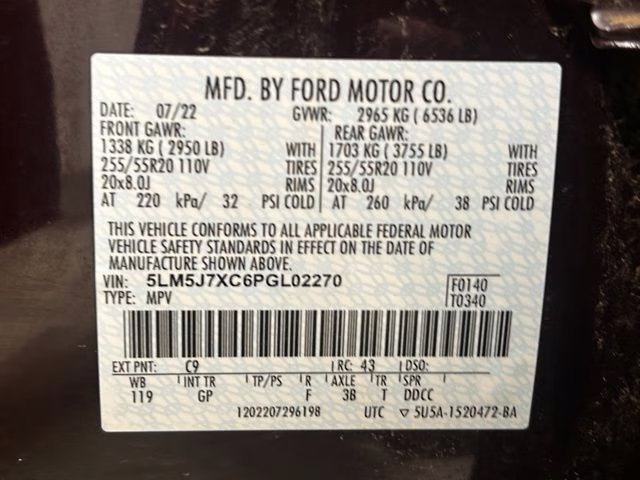 MFD. BY FORD MOTOR CO.
DATE: 07/22 GVWR: 2965 KG ( 6536 LB)
FRONT GAWR: REAR GAWR:
1338 KG ( 2950 LB) WITH 1703 KG ( 3755 LB) WITH
255/55R20 110V TIRES 255/55R20 110V TIRES
20x8.0J RIMS 20x8.0J RIMS
AT 220 kPa/ 32 PSI COLD AT 260 kPa/ 38 PSI COLD
THIS VEHICLE CONFORMS TO ALL APPLICABLE FEDERAL MOTOR
VEHICLE SAFETY STANDARDS IN EFFECT ON THE DATE OF
MANUFACTURE SHOWN ABOVE.
VIN: 5LM5J7XC6PGL02270 F0140
TYPE: MPV T0340
EXT PNT: C9 RC: 43 DSO:
WB INT TR TP/PS R AXLE TR SPR
119 GP F 3B T DDCC
1202207296198 UTC ▽ 5U5A-1520472-BA